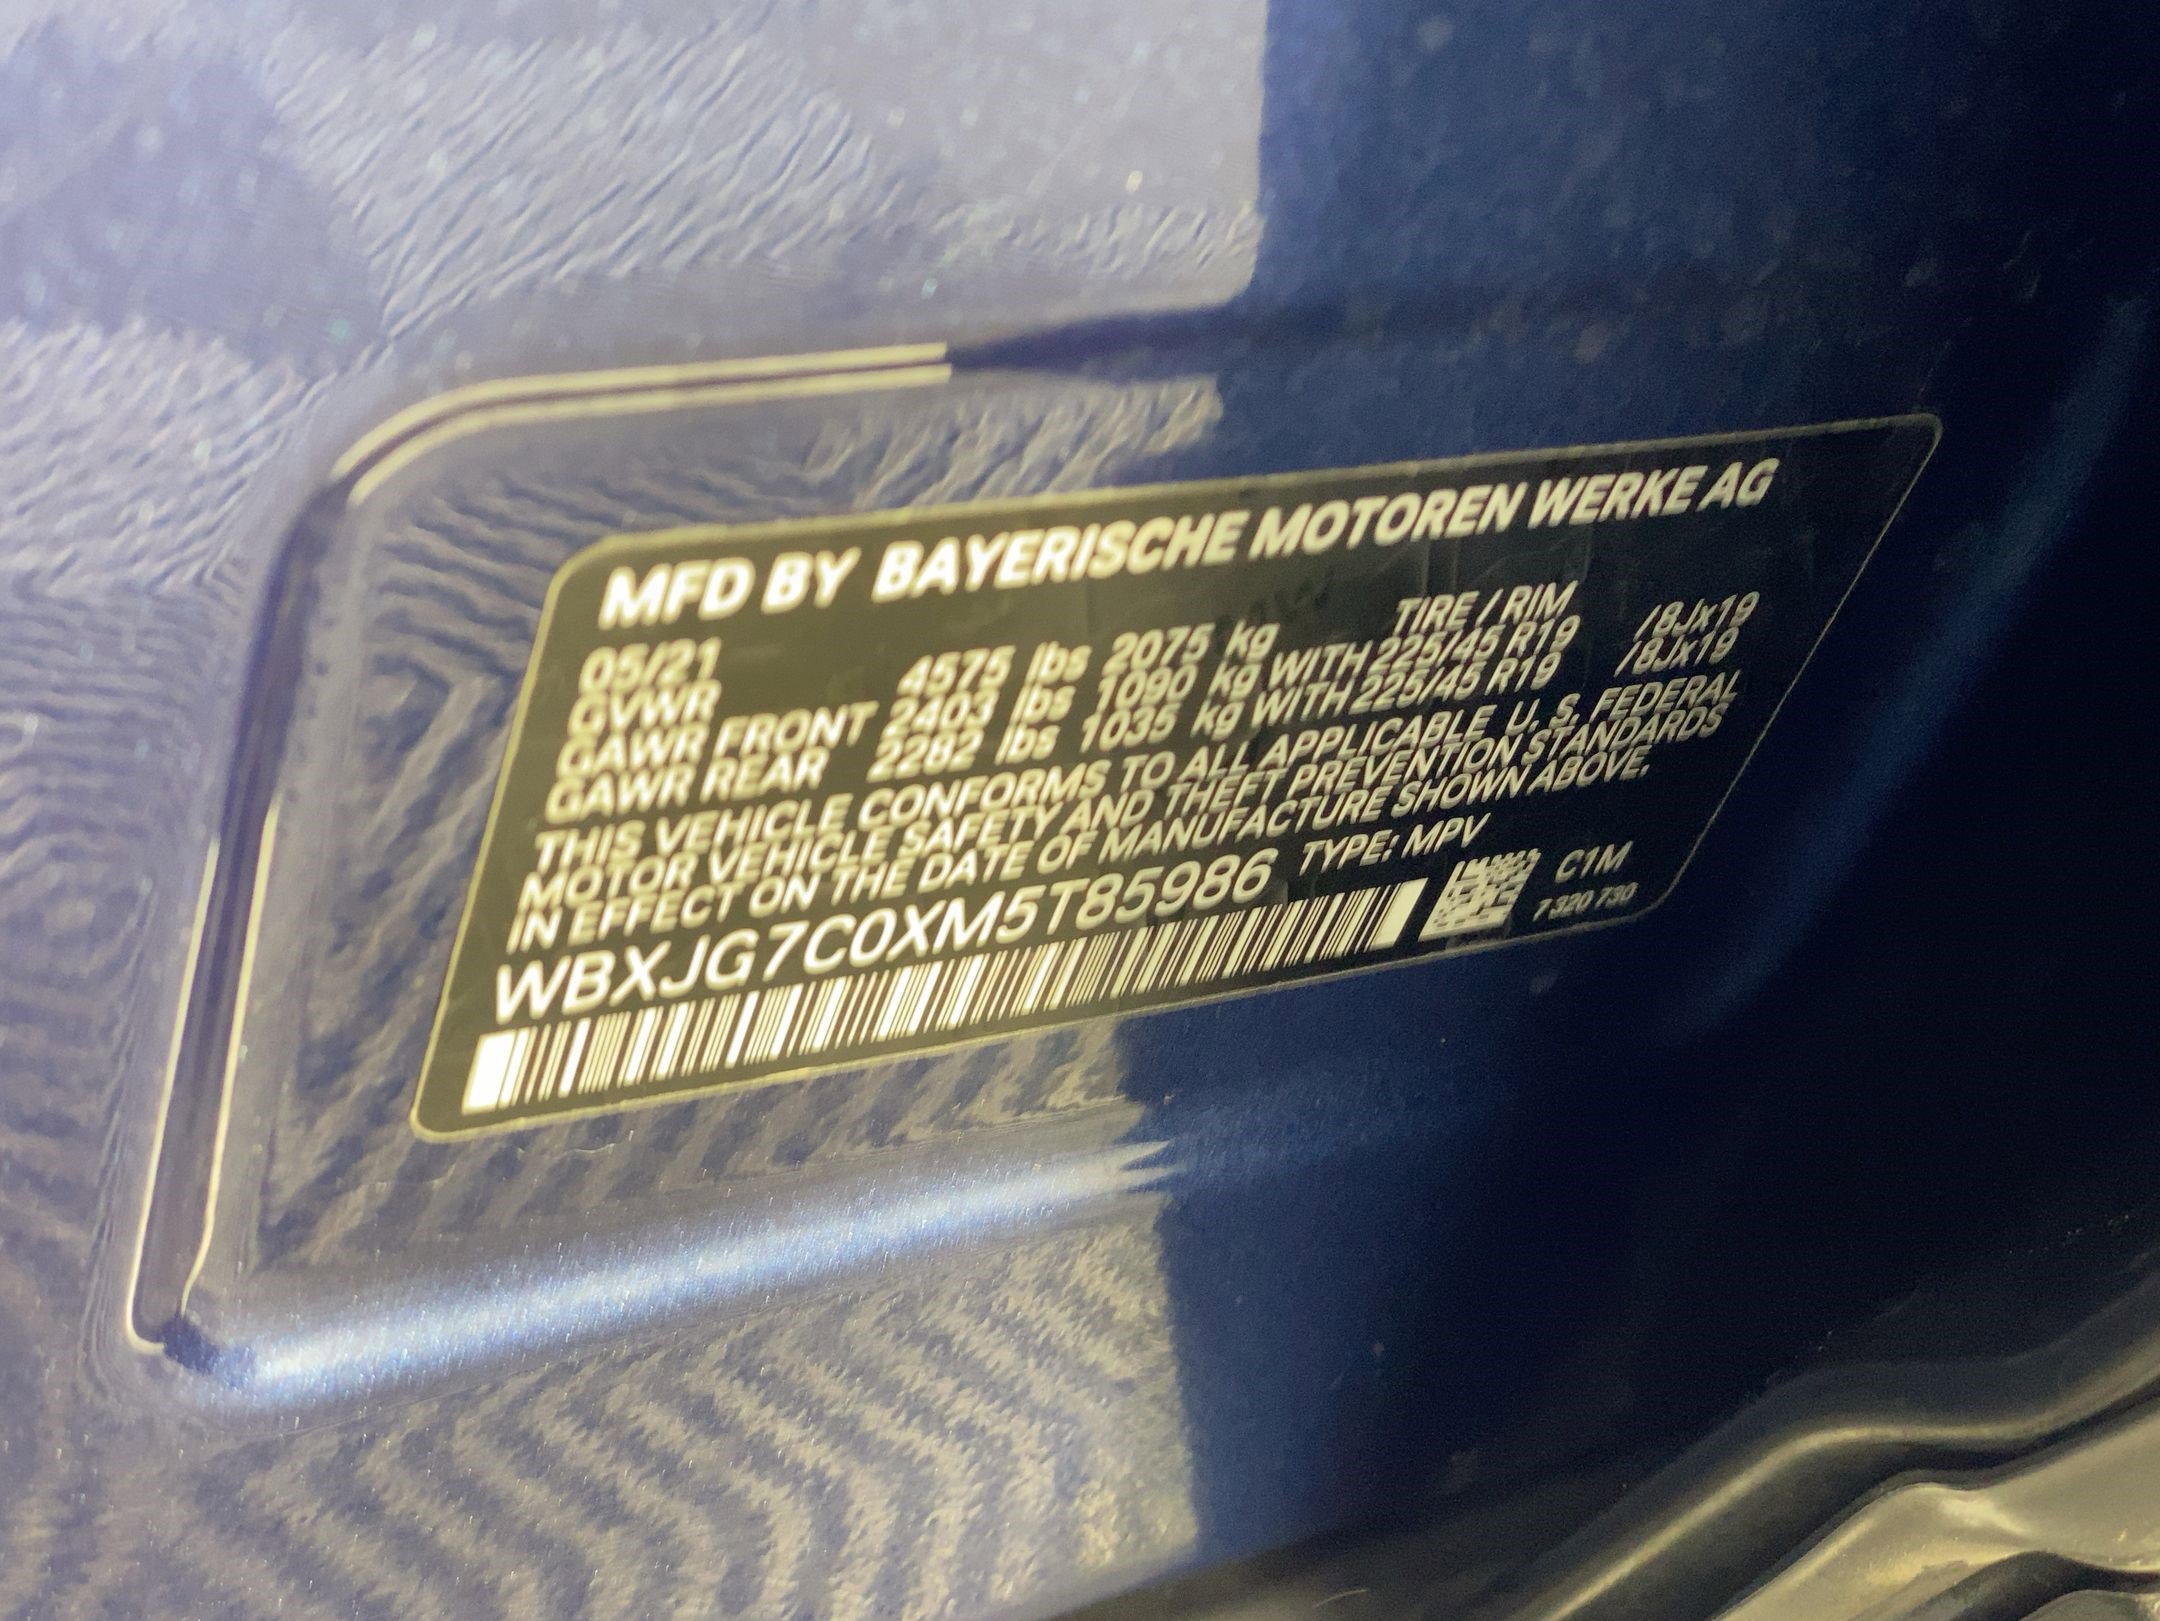 MFD BY BAYERISCHE MOTOREN WERKE AG
05/21 TIRE / RIM
GVWR 4575 lbs 2075 kg
GAWR FRONT 2403 lbs 1090 kg WITH 225/45 R19 /8Jx19
GAWR REAR 2282 lbs 1035 kg WITH 225/45 R19 /8Jx19
THIS VEHICLE CONFORMS TO ALL APPLICABLE U. S. FEDERAL
MOTOR VEHICLE SAFETY AND THEFT PREVENTION STANDARDS
IN EFFECT ON THE DATE OF MANUFACTURE SHOWN ABOVE.
WBXJG7C0XM5T85986 TYPE: MPV
C1M
7 320 730